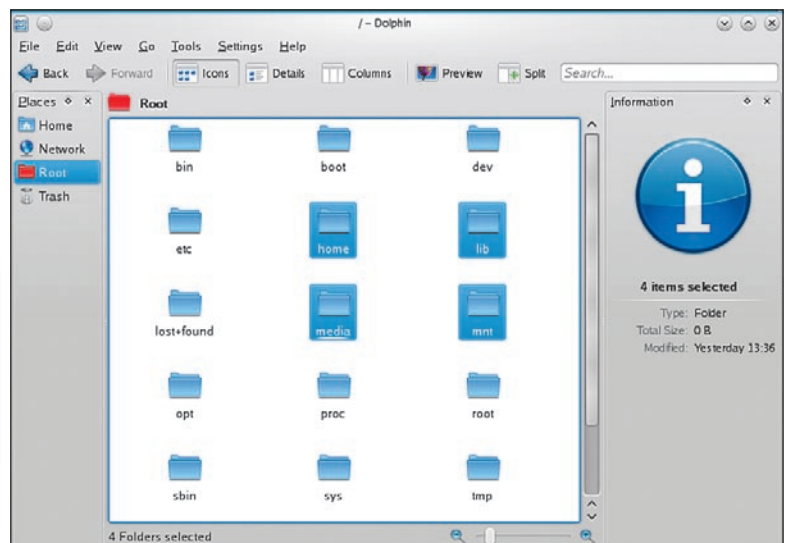 / – Dolphin
File Edit View Go Tools Settings Help
Back Forward Icons Details Columns Preview Split Search...
Places
Home
Network
Root
Trash
Root
bin boot dev
etc home lib
lost+found media mnt
opt proc root
sbin sys tmp
4 Folders selected
Information
4 items selected
Type: Folder
Total Size: 0 B
Modified: Yesterday 13:36